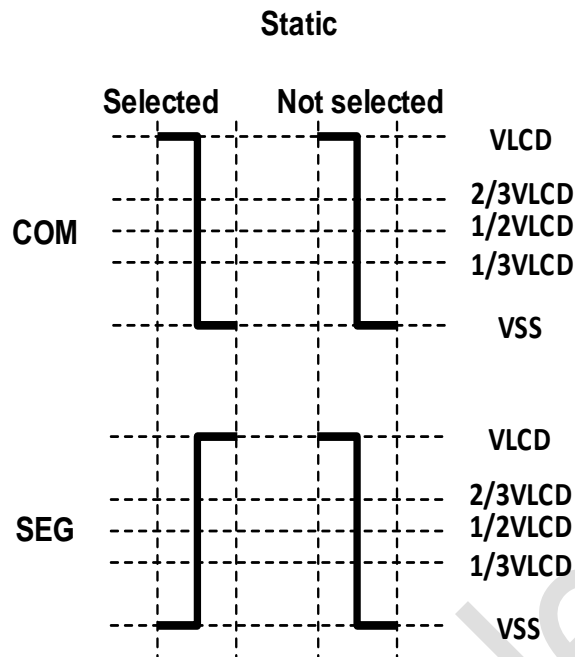 Static
Selected Not selected
VLCD
2/3VLCD
COM 1/2VLCD
1/3VLCD
VSS
VLCD
2/3VLCD
SEG 1/2VLCD
1/3VLCD
VSS